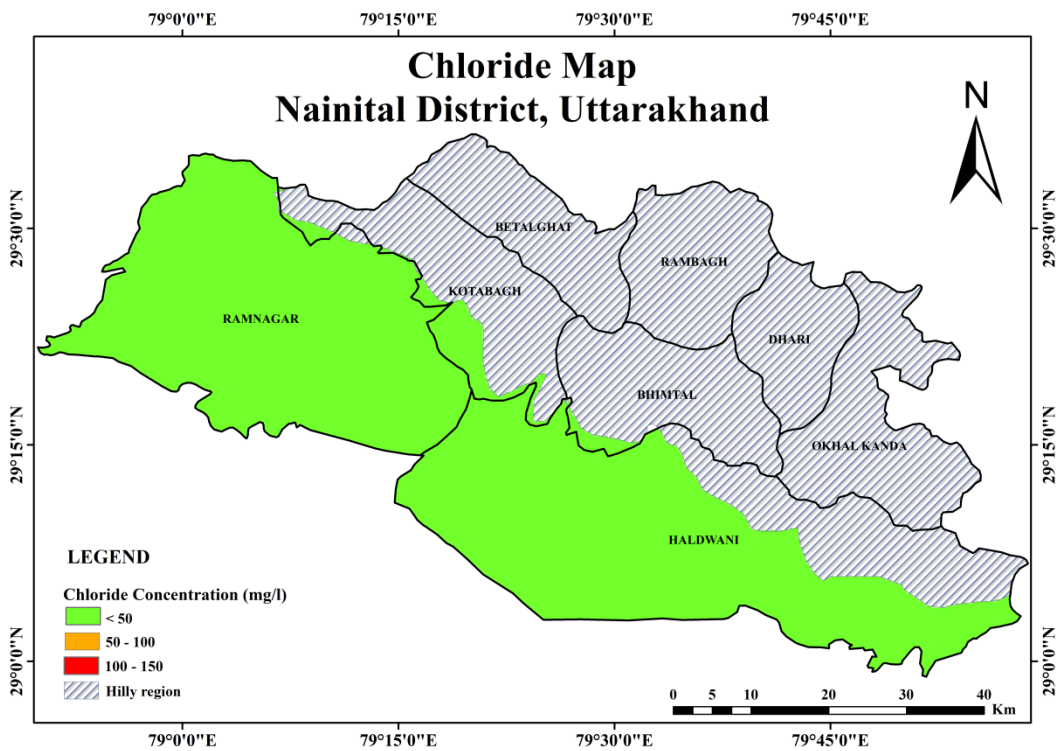 79°0'0"E 79°15'0"E 79°30'0"E 79°45'0"E
Chloride Map
Nainital District, Uttarakhand
N
29°30'0"N 29°30'0"N
BETALGHAT
RAMBAGH
KOTABAGH
RAMNAGAR
DHARI
BHIMTAL
29°15'0"N 29°15'0"N
OKHAL KANDA
HALDWANI
LEGEND
Chloride Concentration (mg/l)
< 50
50 - 100
100 - 150
Hilly region
29°0'0"N 29°0'0"N
0 5 10 20 30 40
Km
79°0'0"E 79°15'0"E 79°30'0"E 79°45'0"E